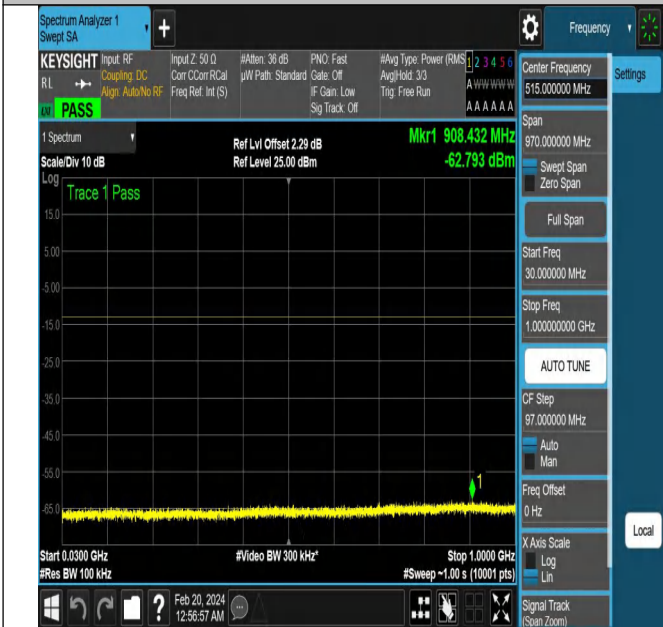 Spectrum Analyzer 1
Swept SA
+
Frequency
KEYSIGHT
RL
PASS
Input: RF
Coupling: DC
Align: Auto/No RF
Input Z: 50 Ω
Corr CCorr RCal
Freq Ref: Int (S)
#Atten: 36 dB
µW Path: Standard
PNO: Fast
Gate: Off
IF Gain: Low
Sig Track: Off
#Avg Type: Power (RMS
Avg|Hold: 3/3
Trig: Free Run
1 2 3 4 5 6
A W W W W W
A A A A A A
1 Spectrum
Scale/Div 10 dB
Log
Ref Lvl Offset 2.29 dB
Ref Level 25.00 dBm
Mkr1 908.432 MHz
-62.793 dBm
Trace 1 Pass
15.0
5.00
-5.00
-15.0
-25.0
-35.0
-45.0
-55.0
-65.0
1
Start 0.0300 GHz
#Res BW 100 kHz
#Video BW 300 kHz*
Stop 1.0000 GHz
#Sweep ~1.00 s (10001 pts)
Center Frequency
515.000000 MHz
Settings
Span
970.000000 MHz
Swept Span
Zero Span
Full Span
Start Freq
30.000000 MHz
Stop Freq
1.000000000 GHz
AUTO TUNE
CF Step
97.000000 MHz
Auto
Man
Freq Offset
0 Hz
X Axis Scale
Log
Lin
Local
Signal Track
(Span Zoom)
?
Feb 20, 2024
12:56:57 AM